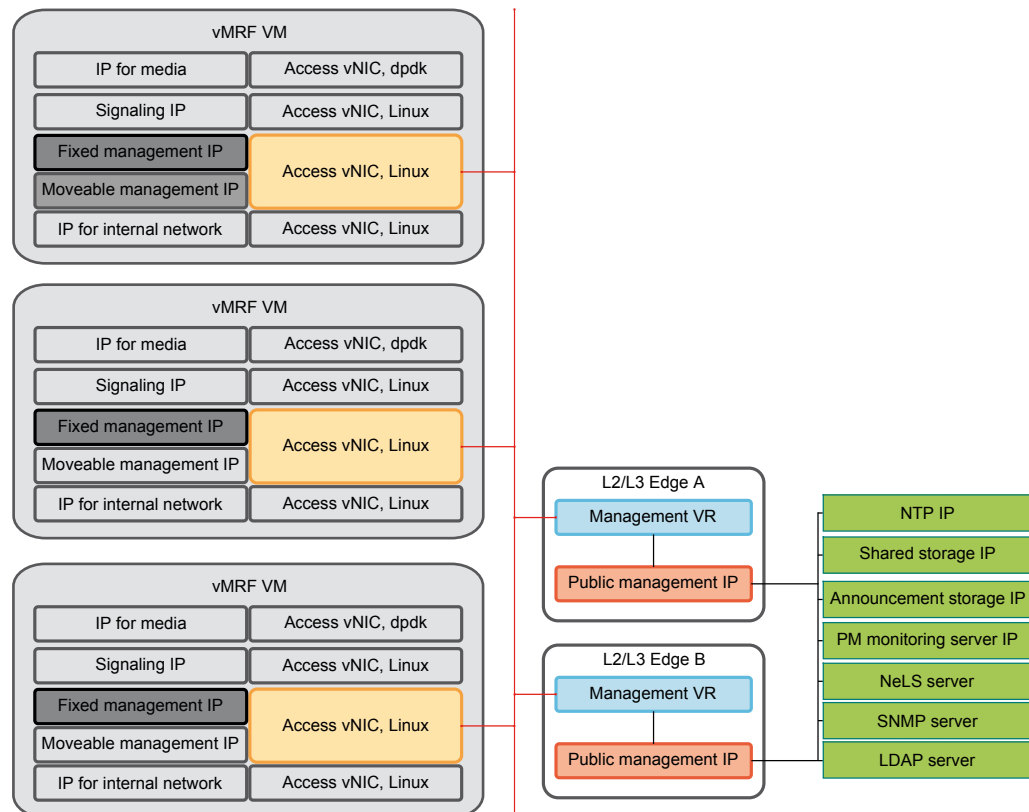 vMRF VM
IP for media
Access vNIC, dpdk
Signaling IP
Access vNIC, Linux
Fixed management IP
Access vNIC, Linux
Moveable management IP
IP for internal network
Access vNIC, Linux
vMRF VM
IP for media
Access vNIC, dpdk
Signaling IP
Access vNIC, Linux
Fixed management IP
Access vNIC, Linux
Moveable management IP
IP for internal network
Access vNIC, Linux
vMRF VM
IP for media
Access vNIC, dpdk
Signaling IP
Access vNIC, Linux
Fixed management IP
Access vNIC, Linux
Moveable management IP
IP for internal network
Access vNIC, Linux
L2/L3 Edge A
Management VR
Public management IP
L2/L3 Edge B
Management VR
Public management IP
NTP IP
Shared storage IP
Announcement storage IP
PM monitoring server IP
NeLS server
SNMP server
LDAP server